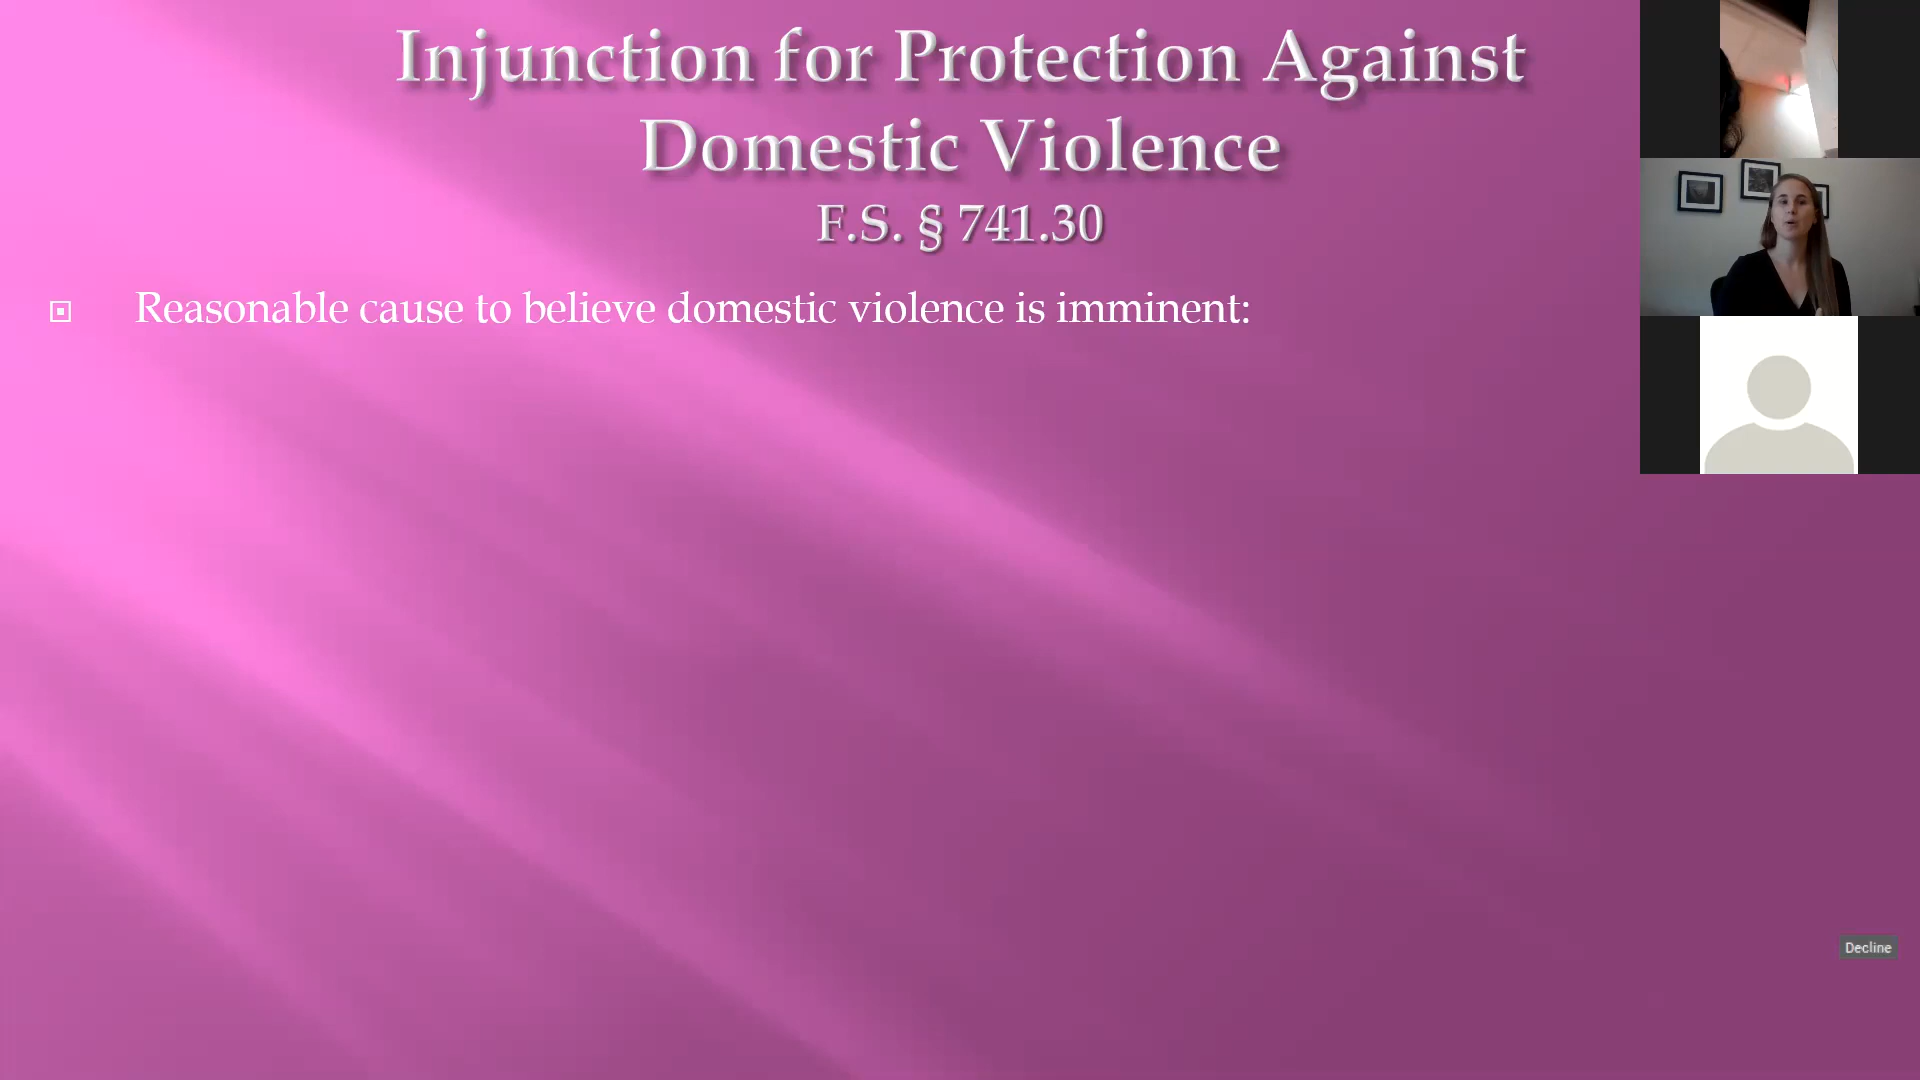 Injunction for Protection Against
Domestic Violence
F.S. § 741.30
Reasonable cause to believe domestic violence is imminent:
Decline